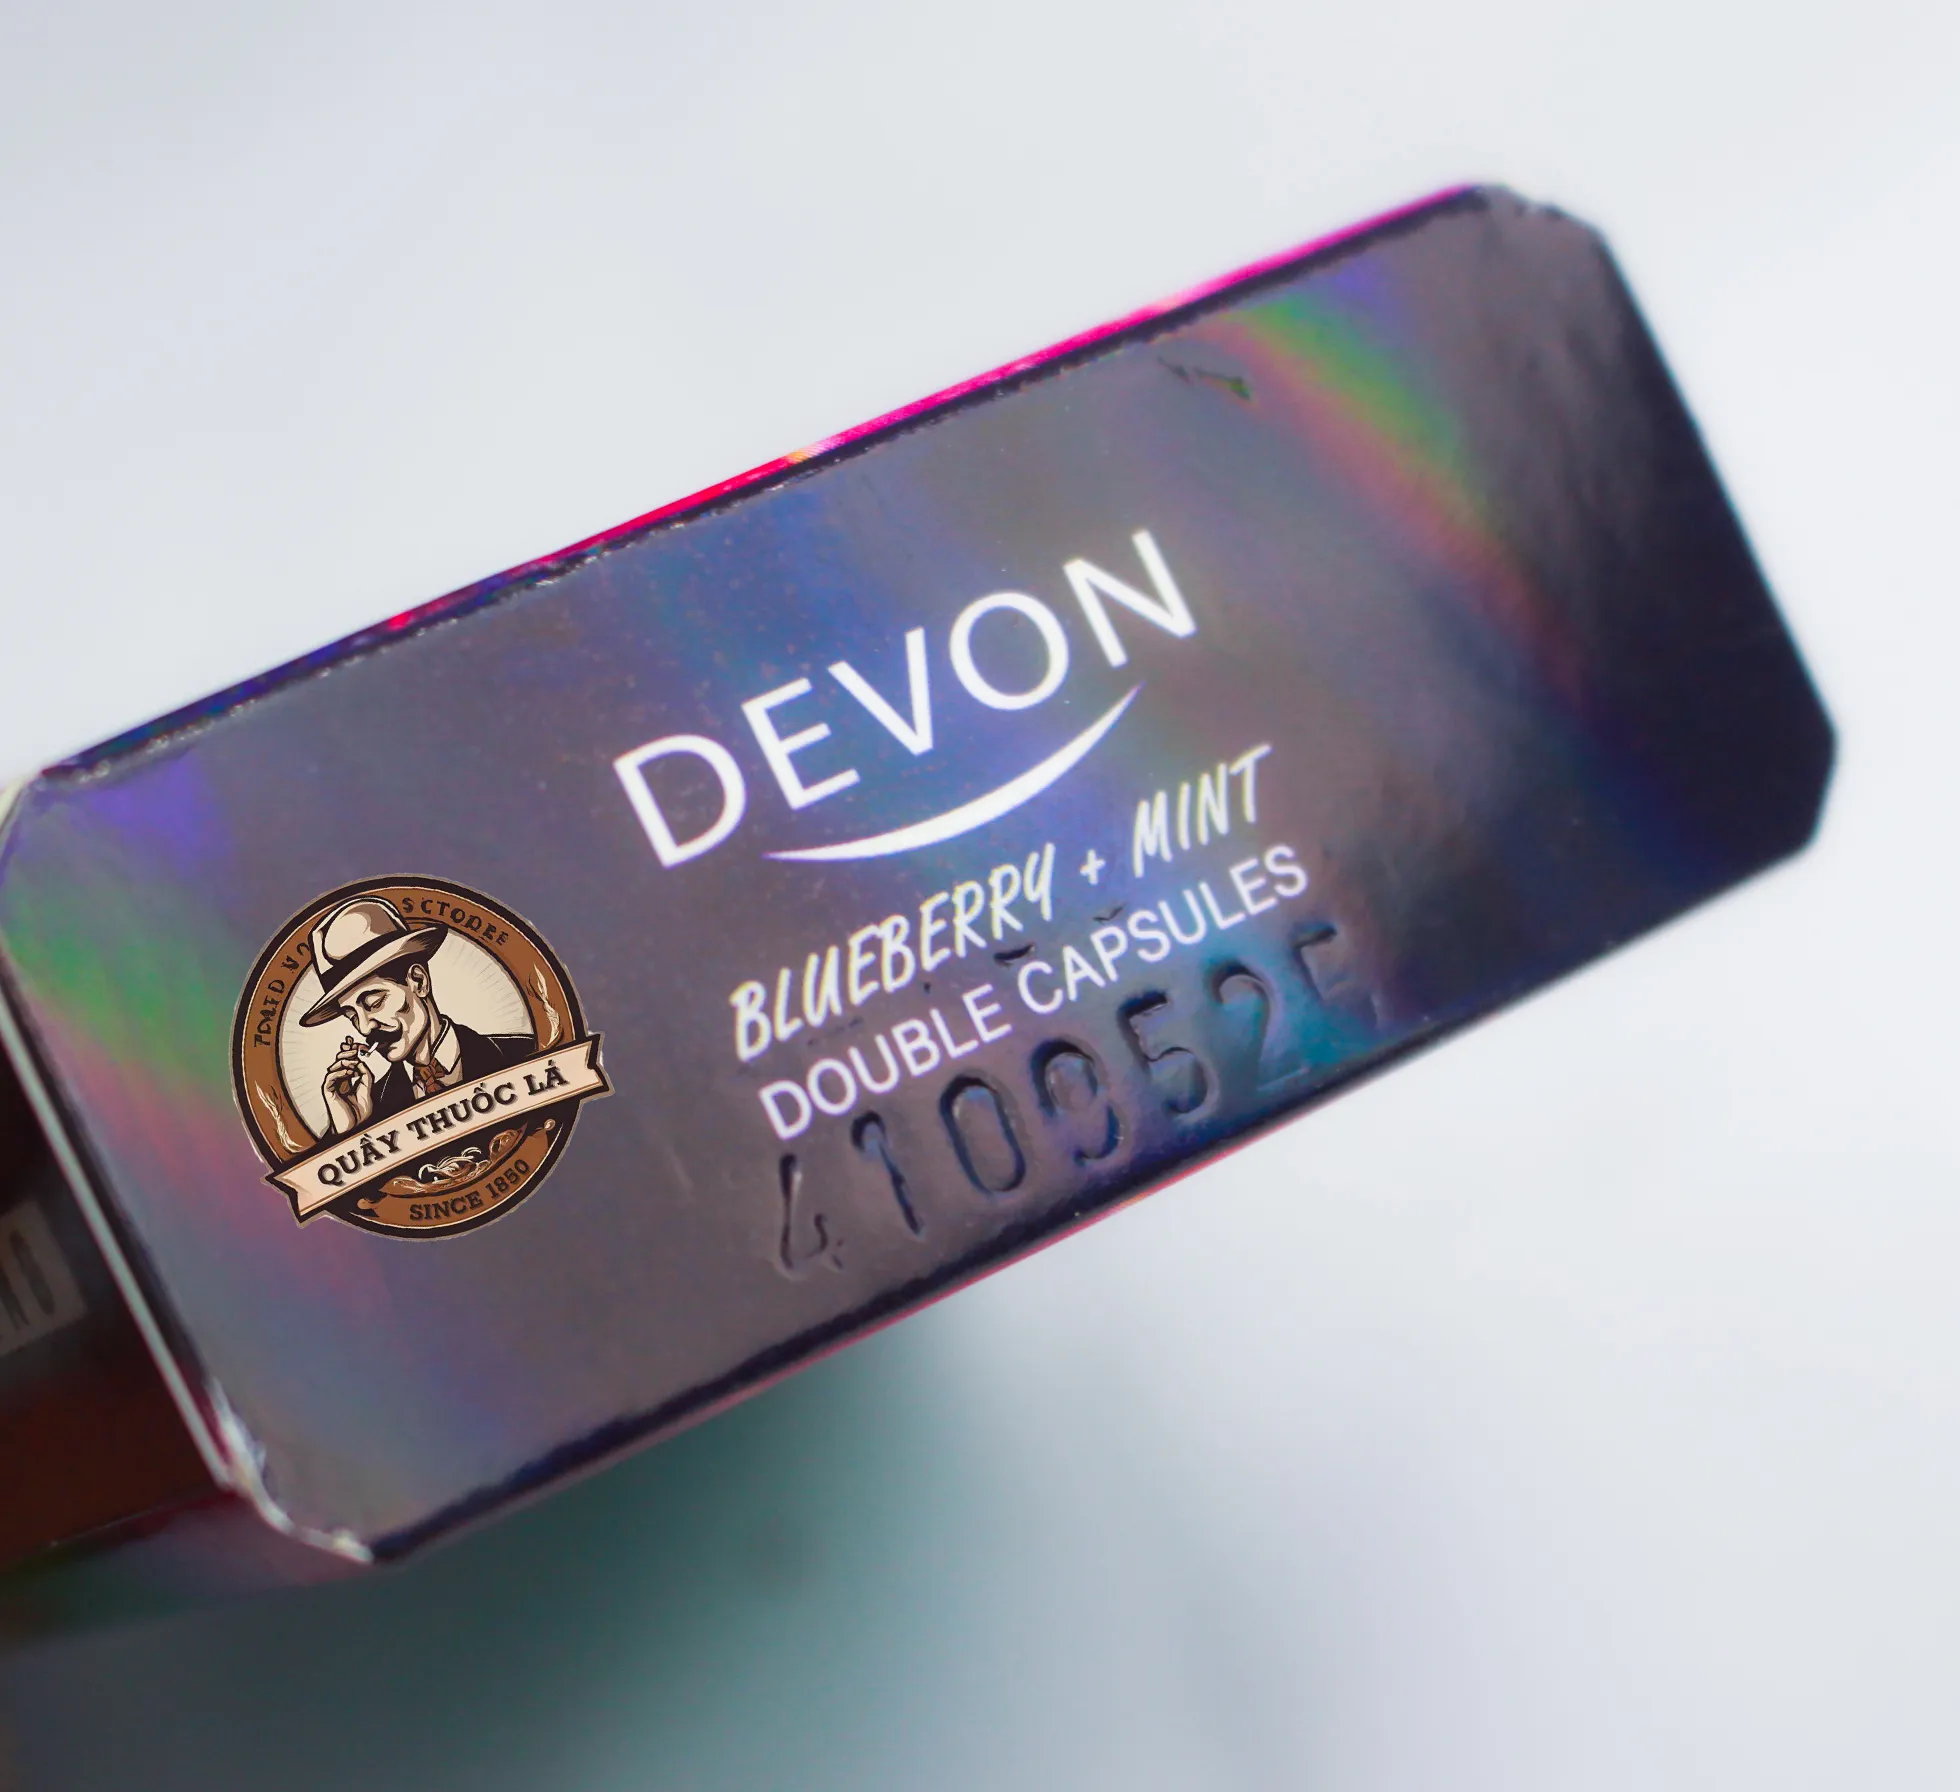 DEVON
BLUEBERRY + MINT
DOUBLE CAPSULES
QUẦY THUỐC LÁ
SINCE 1850